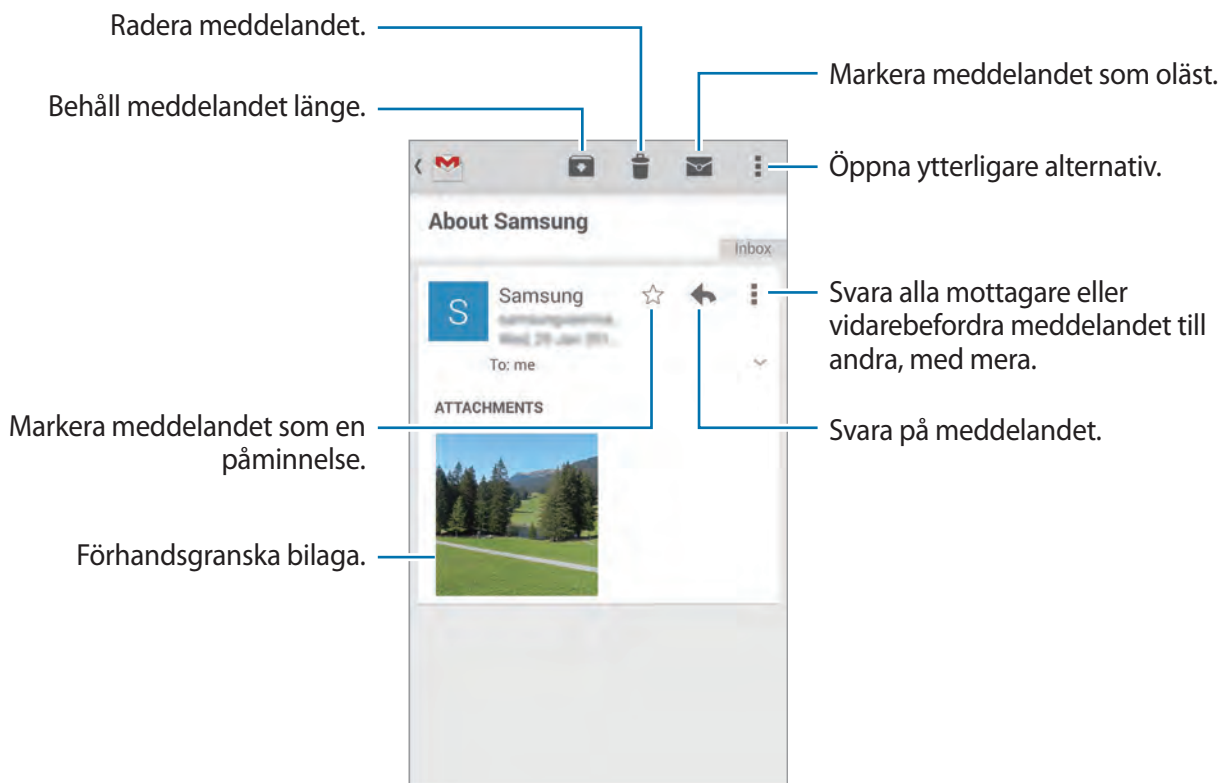 Radera meddelandet.
Markera meddelandet som oläst.
Behåll meddelandet länge.
Öppna ytterligare alternativ.
About Samsung
Inbox
S
Samsung
Svara alla mottagare eller
vidarebefordra meddelandet till
andra, med mera.
To: me
ATTACHMENTS
Markera meddelandet som en
påminnelse.
Svara på meddelandet.
Förhandsgranska bilaga.